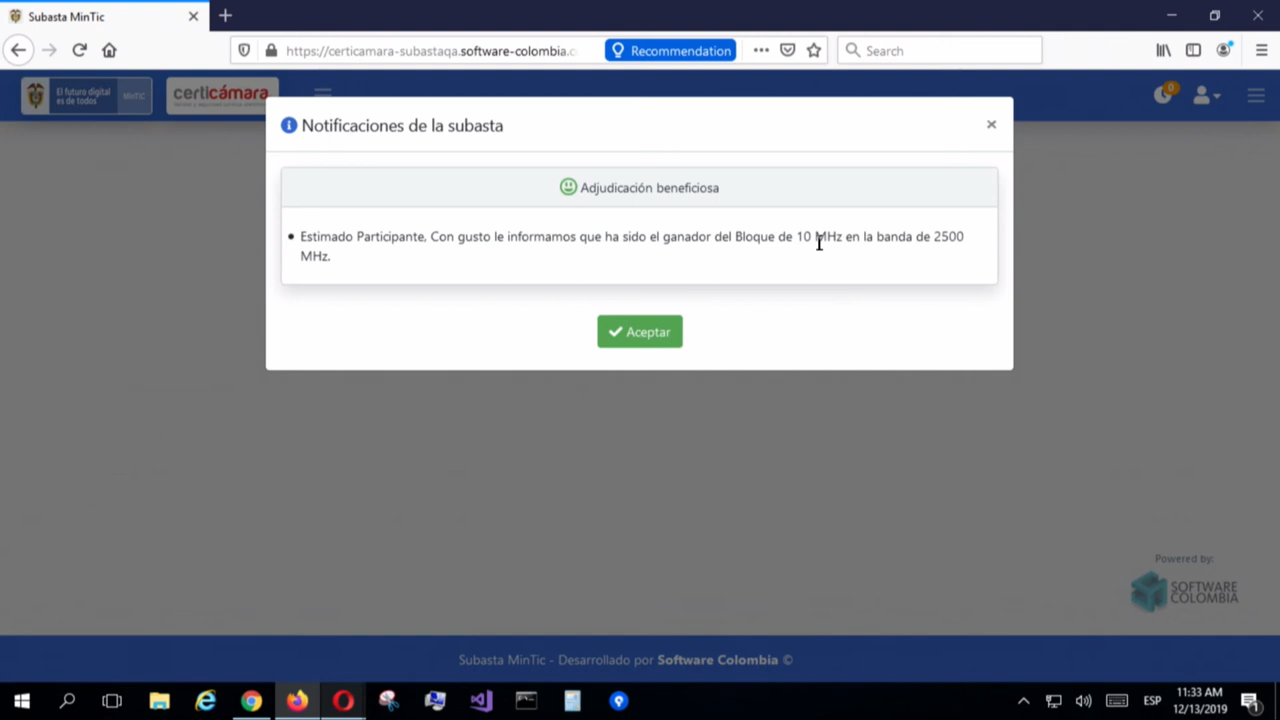 Subasta MinTic
https://certicamara-subastaqa.software-colombia.c
Recommendation
Search
El futuro digital
es de todos
MinTIC
certicámara
0
Notificaciones de la subasta
Adjudicación beneficiosa
Estimado Participante, Con gusto le informamos que ha sido el ganador del Bloque de 10 MHz en la banda de 2500
MHz.
Aceptar
Powered by:
SOFTWARE
COLOMBIA
Subasta MinTic - Desarrollado por Software Colombia ©
ESP
11:33 AM
12/13/2019
1